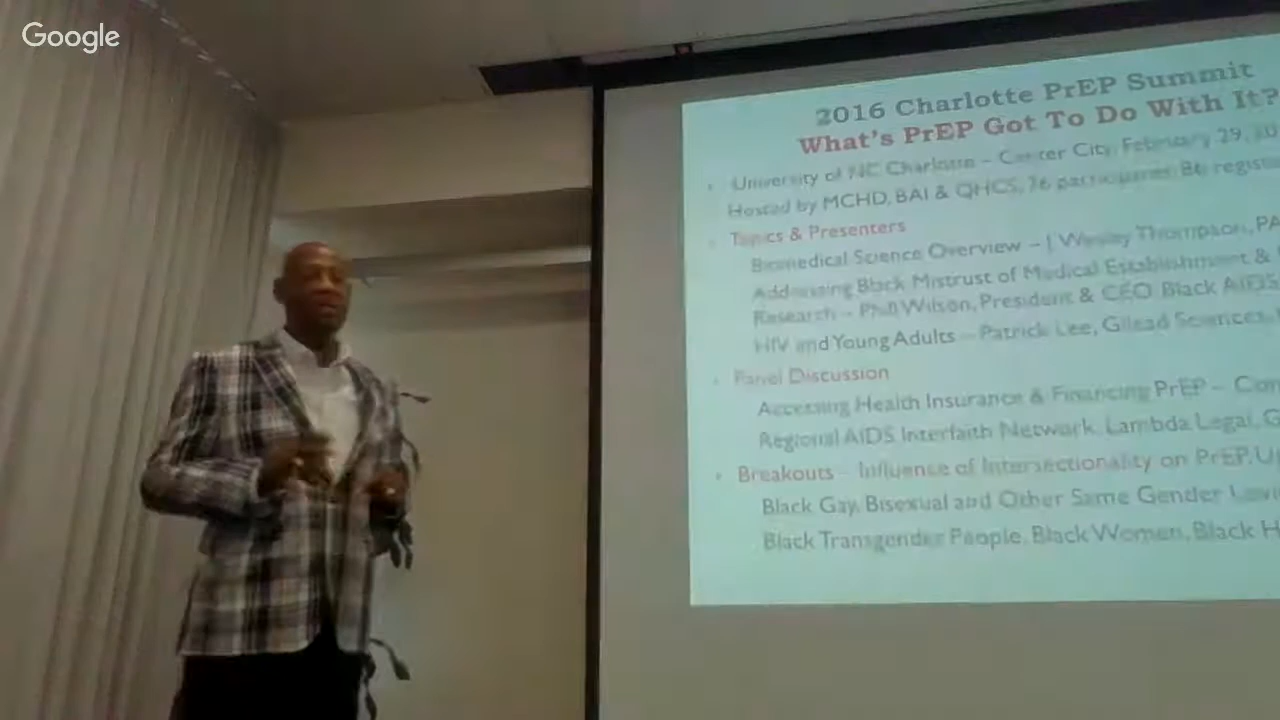 Google
2016 Charlotte PrEP Summit
What's PrEP Got To Do With It?
University of NC Charlotte – Center City, February 29, 20
Hosted by MCHD, BAI & QHCS, 76 participants, 86
Topics & Presenters
Biomedical Science Overview – J Wesley Thompson, PA
Addressing Black Mistrust of Medical Establishment &
Research – Phill Wilson, President & CEO Black AIDS
HIV and Young Adults – Patrick Lee, Gilead Sciences,
Panel Discussion
Accessing Health Insurance & Financing PrEP –
Regional AIDS Interfaith Network, Lambda Legal,
Breakouts – Influence of Intersectionality on PrEP
Black Gay, Bisexual and Other Same Gender
Black Transgender People, Black Women, Black H